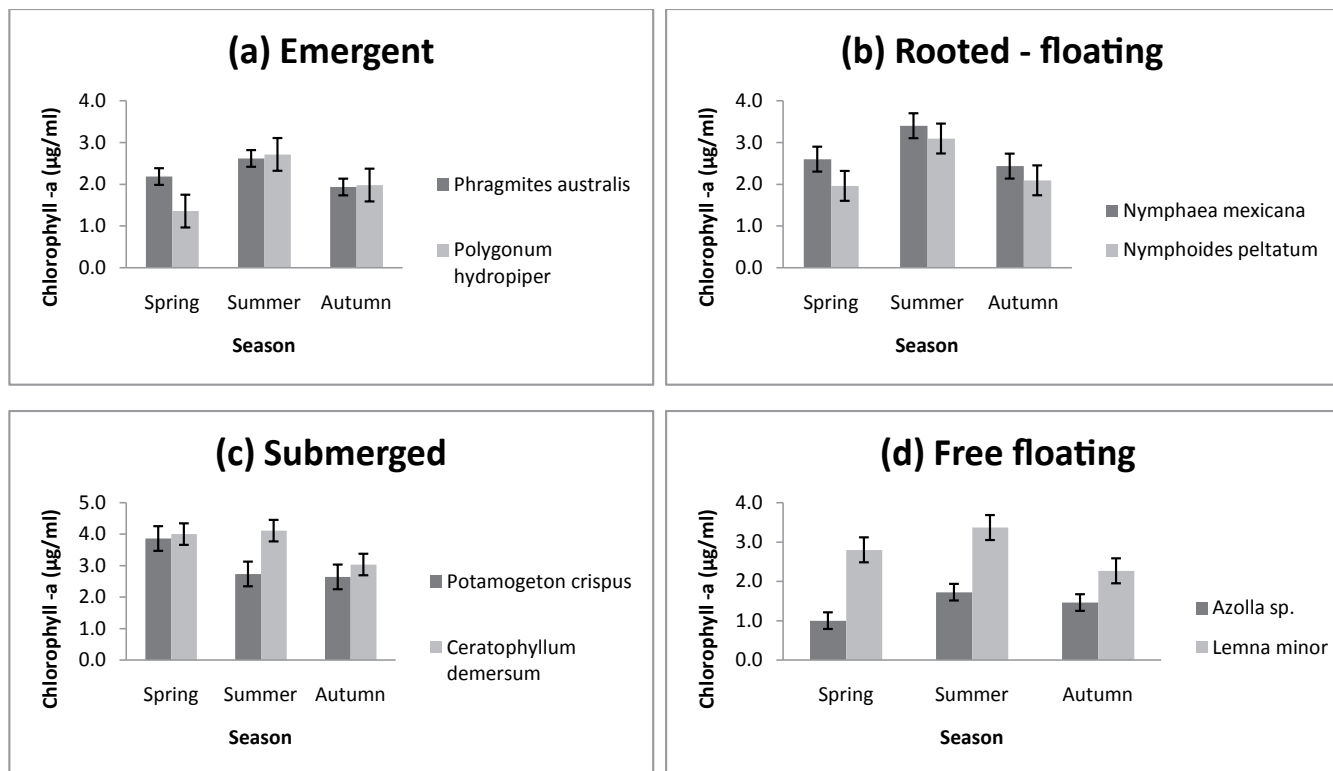 (a) Emergent
Chlorophyll -a (µg/ml)
4.0
3.0
2.0
1.0
0.0
Spring Summer Autumn
Season
Phragmites australis
Polygonum
hydropiper
(b) Rooted - floating
Chlorophyll -a (µg/ml)
4.0
3.0
2.0
1.0
0.0
Spring Summer Autumn
Season
Nymphaea mexicana
Nymphoides peltatum
(c) Submerged
Chlorophyll -a (µg/ml)
5.0
4.0
3.0
2.0
1.0
0.0
Spring Summer Autumn
Season
Potamogeton crispus
Ceratophyllum
demersum
(d) Free floating
Chlorophyll -a (µg/ml)
4.0
3.0
2.0
1.0
0.0
Spring Summer Autumn
Season
Azolla sp.
Lemna minor